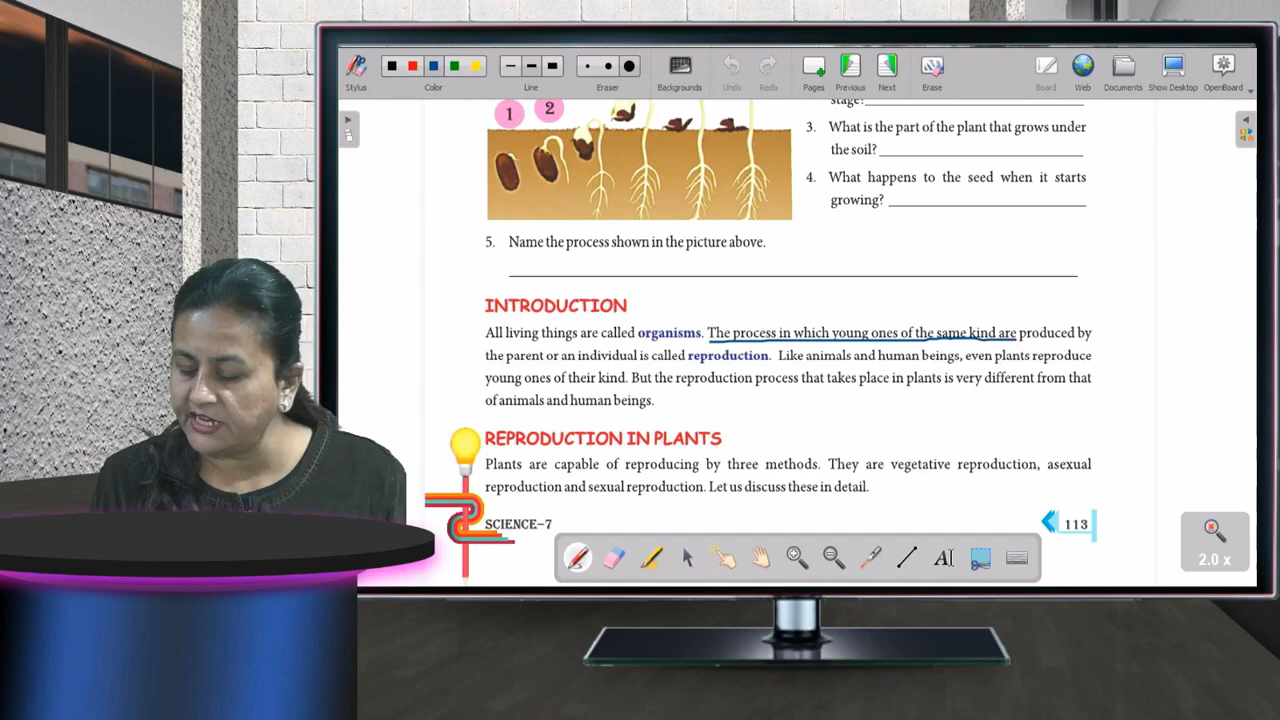 Stylus
Color
Line
Eraser
Backgrounds
Undo
Redo
Pages
Previous
Next
Erase
Board
Web
Documents
Show Desktop
OpenBoard
1
2
stage?
3. What is the part of the plant that grows under
the soil?
4. What happens to the seed when it starts
growing?
5. Name the process shown in the picture above.
INTRODUCTION
All living things are called organisms. The process in which young ones of the same kind are produced by
the parent or an individual is called reproduction. Like animals and human beings, even plants reproduce
young ones of their kind. But the reproduction process that takes place in plants is very different from that
of animals and human beings.
REPRODUCTION IN PLANTS
Plants are capable of reproducing by three methods. They are vegetative reproduction, asexual
reproduction and sexual reproduction. Let us discuss these in detail.
SCIENCE–7
113
AI
2.0 x